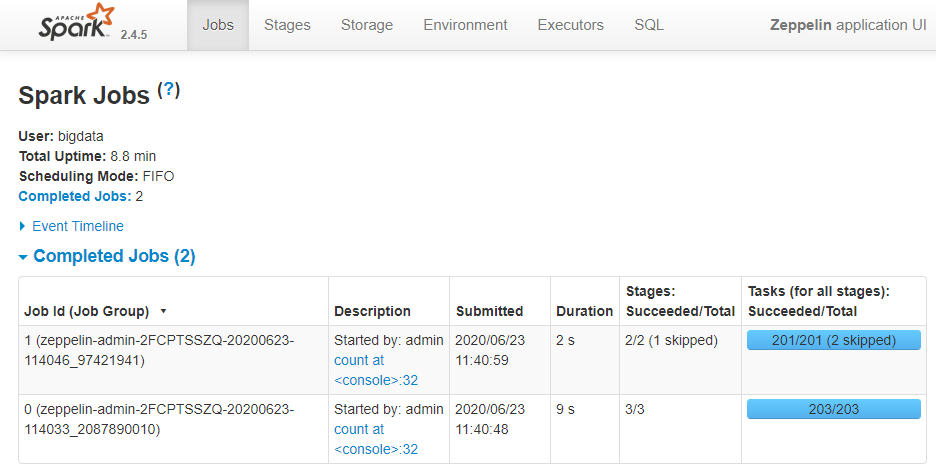 APACHE
Spark 2.4.5 Jobs Stages Storage Environment Executors SQL Zeppelin application UI
Spark Jobs (?)
User: bigdata
Total Uptime: 8.8 min
Scheduling Mode: FIFO
Completed Jobs: 2
Event Timeline
Completed Jobs (2)
Job Id (Job Group) ▾ Description Submitted Duration Stages: Succeeded/Total Tasks (for all stages): Succeeded/Total
1 (zeppelin-admin-2FCPTSSZQ-20200623-
114046_97421941)
Started by: admin
count at
<console>:32
2020/06/23
11:40:59
2 s
2/2 (1 skipped)
201/201 (2 skipped)
0 (zeppelin-admin-2FCPTSSZQ-20200623-
114033_2087890010)
Started by: admin
count at
<console>:32
2020/06/23
11:40:48
9 s
3/3
203/203